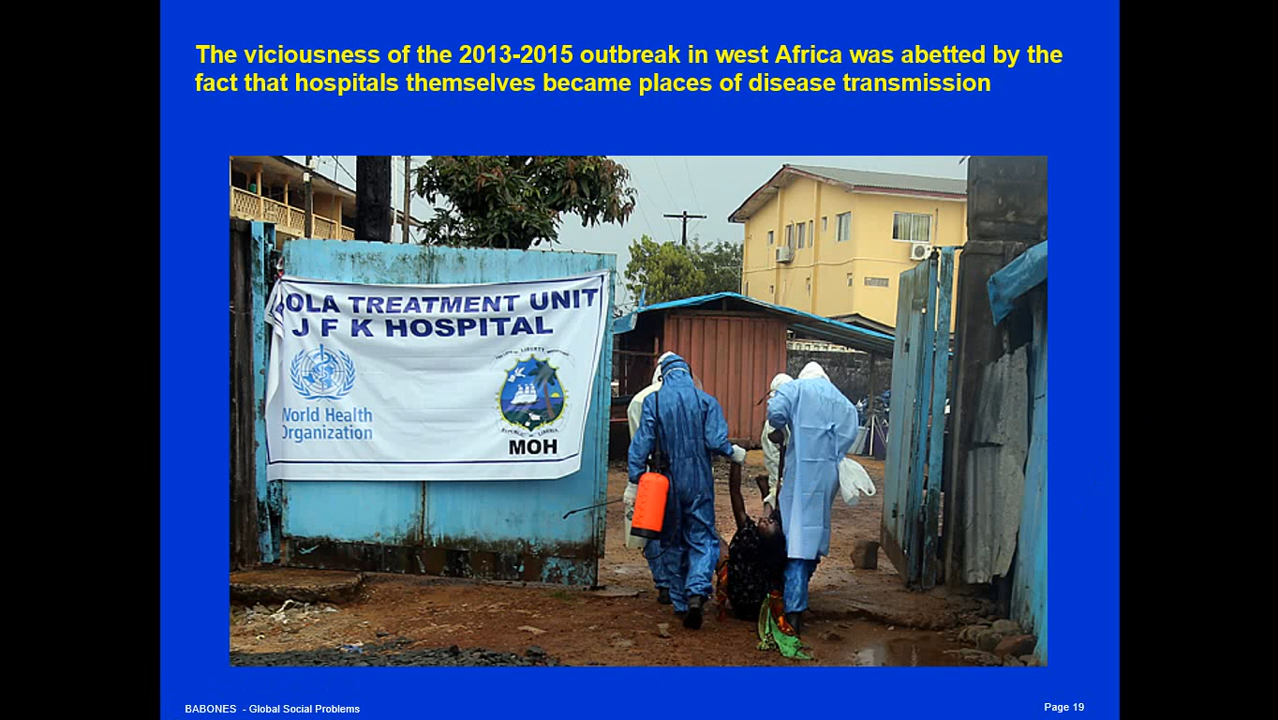 The viciousness of the 2013-2015 outbreak in west Africa was abetted by the
fact that hospitals themselves became places of disease transmission
OLA TREATMENT UNIT
J F K HOSPITAL
World Health
Organization
MOH
BABONES - Global Social Problems
Page 19